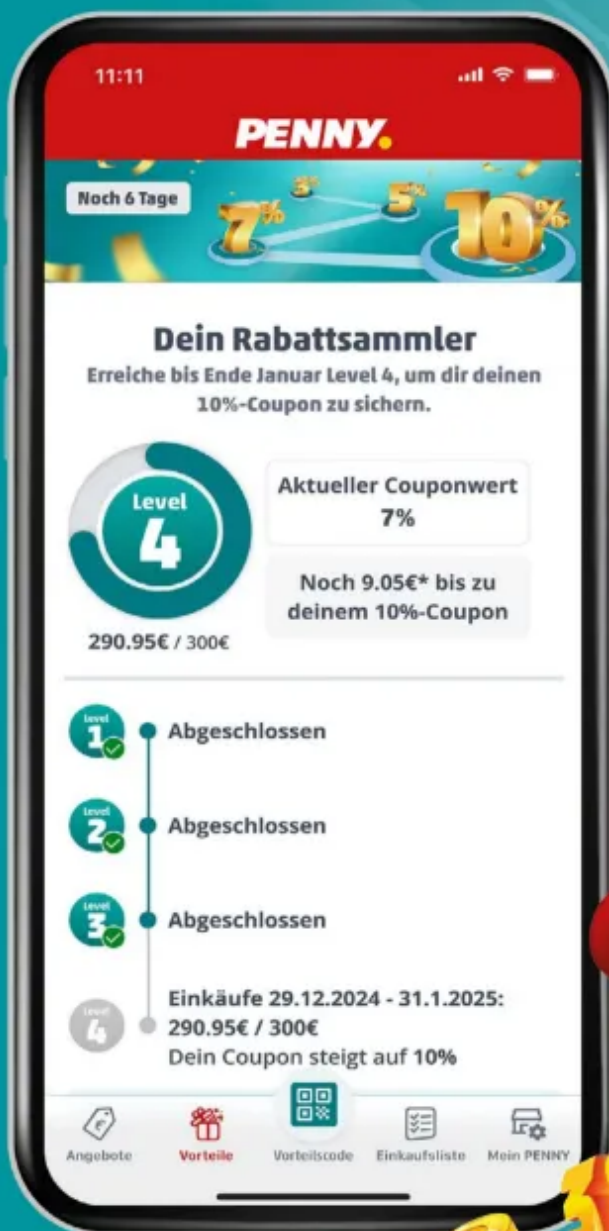 11:11
PENNY.
Noch 6 Tage
7%
3%
5%
10%
Dein Rabattsammler
Erreiche bis Ende Januar Level 4, um dir deinen
10%-Coupon zu sichern.
Level
4
290.95€ / 300€
Aktueller Couponwert
7%
Noch 9.05€* bis zu
deinem 10%-Coupon
Level
1
Abgeschlossen
Level
2
Abgeschlossen
Level
3
Abgeschlossen
Level
4
Einkäufe 29.12.2024 - 31.1.2025:
290.95€ / 300€
Dein Coupon steigt auf 10%
Angebote
Vorteile
Vorteilscode
Einkaufsliste
Mein PENNY